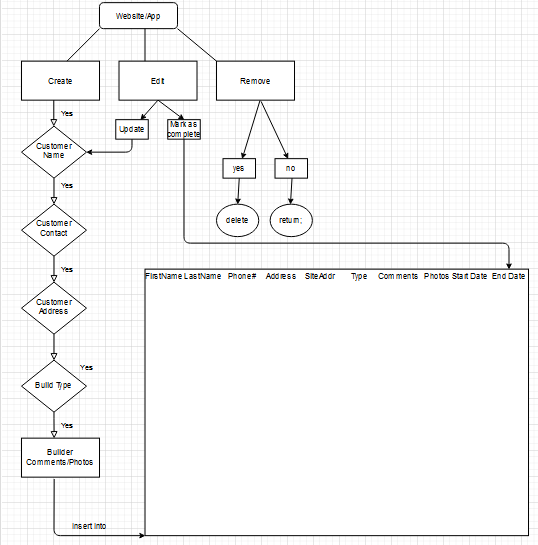 Website/App
Create
Edit
Remove
Yes
Update
Mark as
complete
Customer
Name
yes
no
Yes
delete
return;
Customer
Contact
Yes
FirstName LastName Phone# Address SiteAddr Type Comments Photos Start Date End Date
Customer
Address
Yes
Build Type
Yes
Builder
Comments/Photos
Insert Into